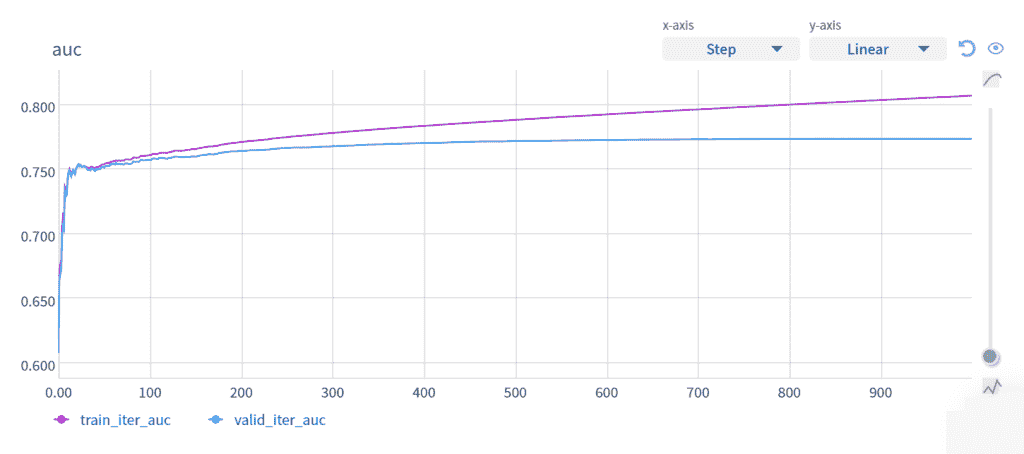 x-axis y-axis
auc Step Linear
0.800
0.750
0.700
0.650
0.600
0.00 100 200 300 400 500 600 700 800 900
train_iter_auc valid_iter_auc